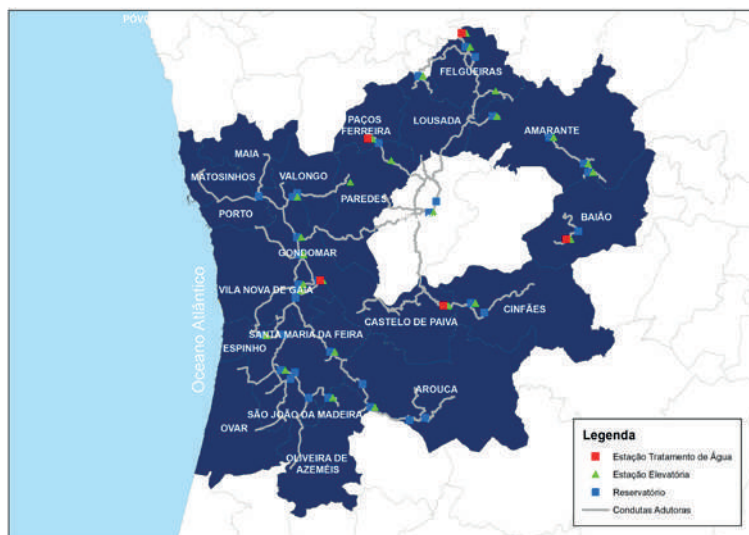 PÓVO
FELGUEIRAS
PAÇOS
FERREIRA
LOUSADA
AMARANTE
MAIA
MATOSINHOS
VALONGO
PAREDES
PORTO
BAIÃO
GONDOMAR
VILA NOVA DE GAIA
CINFÃES
CASTELO DE PAIVA
SANTA MARIA DA FEIRA
ESPINHO
Oceano Atlântico
AROUCA
SÃO JOÃO DA MADEIRA
OVAR
OLIVEIRA DE
AZEMÉIS
Legenda
Estação Tratamento de Água
Estação Elevatória
Reservatório
Condutas Adutoras